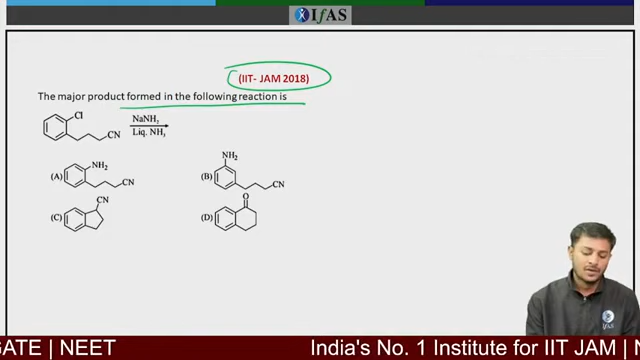 IfAS
(IIT- JAM 2018)
The major product formed in the following reaction is
Cl
CN
NaNH₂
Liq. NH₃
(A) NH₂ CN
(B) NH₂ CN
(C) CN
(D) O
IfAS
GATE | NEET India's No. 1 Institute for IIT JAM |